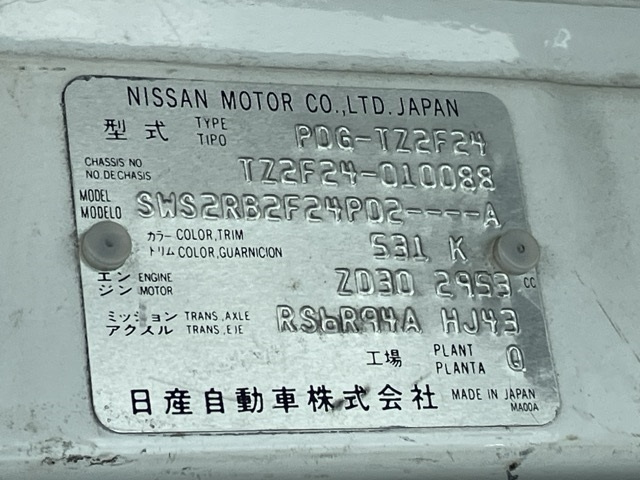 NISSAN MOTOR CO.,LTD. JAPAN
型式 TYPE TIPO PDG-TZ2F24
CHASSIS NO NO.DE CHASIS TZ2F24-010088
MODEL MODELO SWS2RB2F24PD2----A
カラー COLOR,TRIM トリム COLOR,GUARNICION 531 K
エンジン ENGINE MOTOR ZD30 2953 CC
ミッション TRANS.,AXLE アクスル TRANS.,EJE RS6R94A HJ43
工場 PLANT PLANTA Q
日産自動車株式会社 MADE IN JAPAN
MA00A